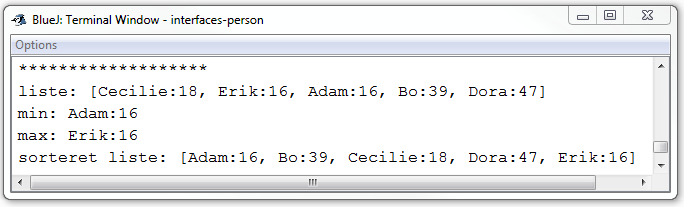 BlueJ: Terminal Window - interfaces-person
Options
*******************
liste: [Cecilie:18, Erik:16, Adam:16, Bo:39, Dora:47]
min: Adam:16
max: Erik:16
sorteret liste: [Adam:16, Bo:39, Cecilie:18, Dora:47, Erik:16]